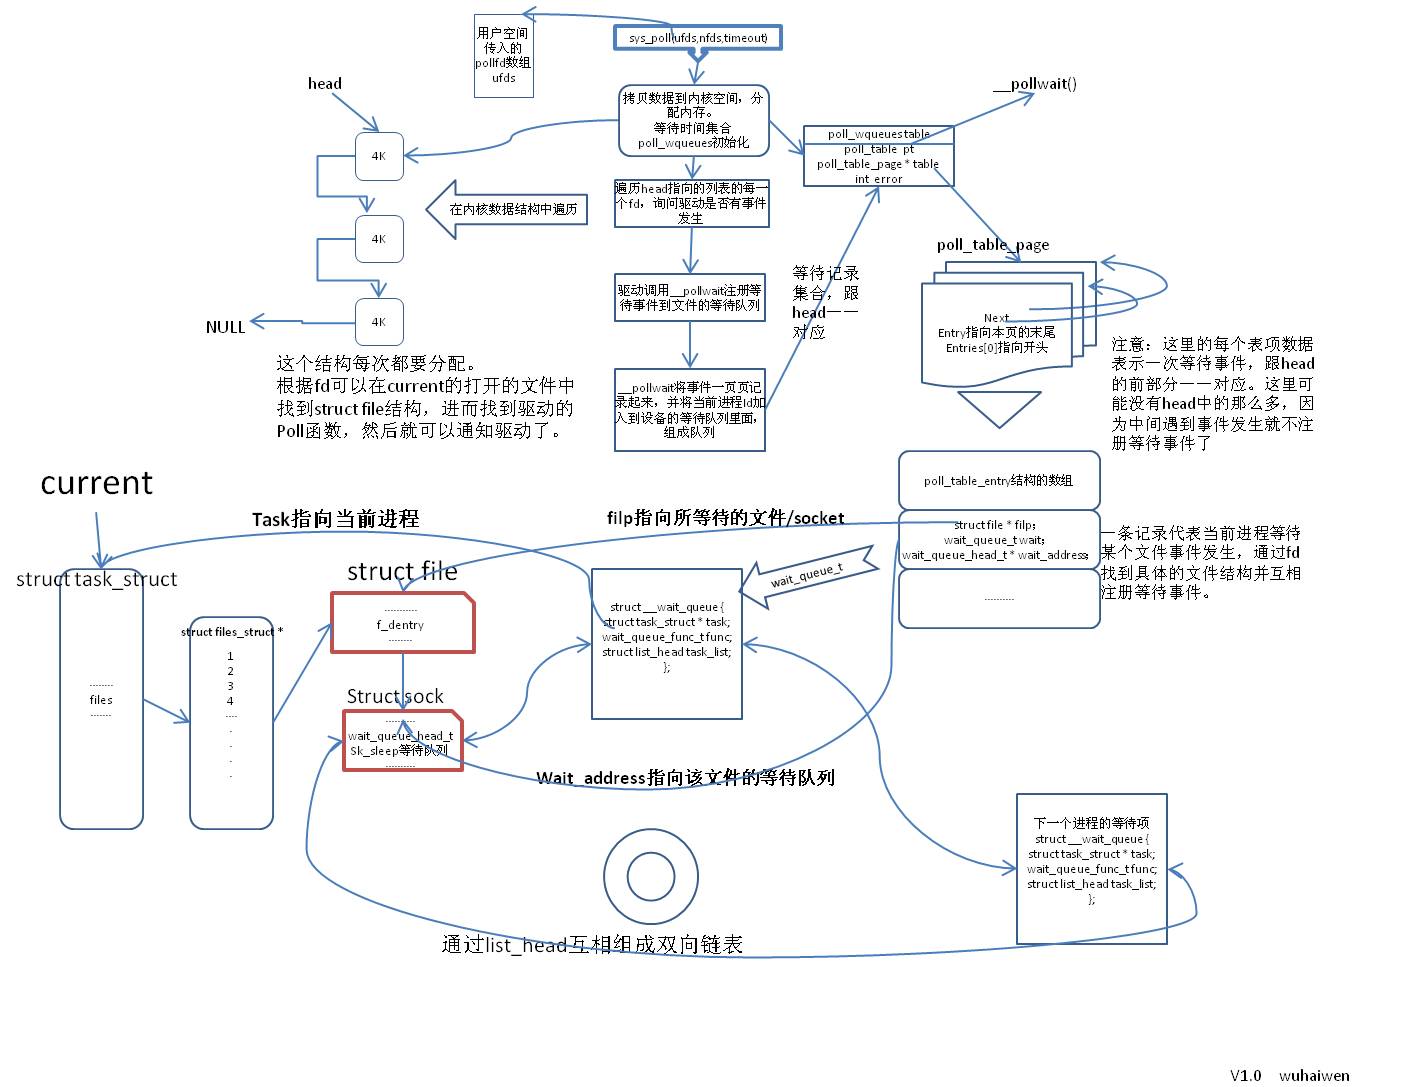 用户空间
传入的
pollfd数组
ufds
sys_poll(ufds,nfds,timeout)
head
__pollwait()
拷贝数据到内核空间，分
配内存。
等待时间集合
poll_wqueues初始化
4K
poll_wqueues table
poll_table pt
poll_table_page * table
int error
遍历head指向的列表的每一
个fd，询问驱动是否有事件
发生
在内核数据结构中遍历
4K
poll_table_page
等待记录
集合，跟
head一一
对应
驱动调用__pollwait注册等
待事件到文件的等待队列
4K
NULL
Next
Entry指向本页的末尾
Entries[0]指向开头
注意：这里的每个表项数据
表示一次等待事件，跟head
的前部分一一对应。这里可
能没有head中的那么多，因
为中间遇到事件发生就不注
册等待事件了
这个结构每次都要分配。
根据fd可以在current的打开的文件中
找到struct file结构，进而找到驱动的
Poll函数，然后就可以通知驱动了。
__pollwait将事件一页页记
录起来，并将当前进程Id加
入到设备的等待队列里面，
组成队列
current
poll_table_entry结构的数组
Task指向当前进程
filp指向所等待的文件/socket
struct file * filp；
wait_queue_t wait；
wait_queue_head_t * wait_address；
..........
一条记录代表当前进程等待
某个文件事件发生，通过fd
找到具体的文件结构并互相
注册等待事件。
struct task_struct
........
files
.......
struct file
...........
f_dentry
........
wait_queue_t
struct __wait_queue {
struct task_struct * task;
wait_queue_func_t func;
struct list_head task_list;
};
struct files_struct *
1
2
3
4
....
.
.
.
.
Struct sock
..........
wait_queue_head_t
Sk_sleep等待队列
..........
Wait_address指向该文件的等待队列
下一个进程的等待项
struct __wait_queue {
struct task_struct * task;
wait_queue_func_t func;
struct list_head task_list;
};
通过list_head互相组成双向链表
V1.0 wuhaiwen